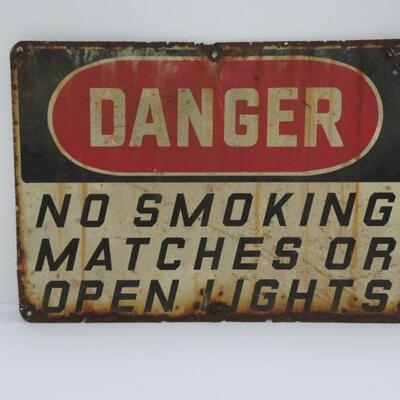 DANGER
NO SMOKING
MATCHES OR
OPEN LIGHTS